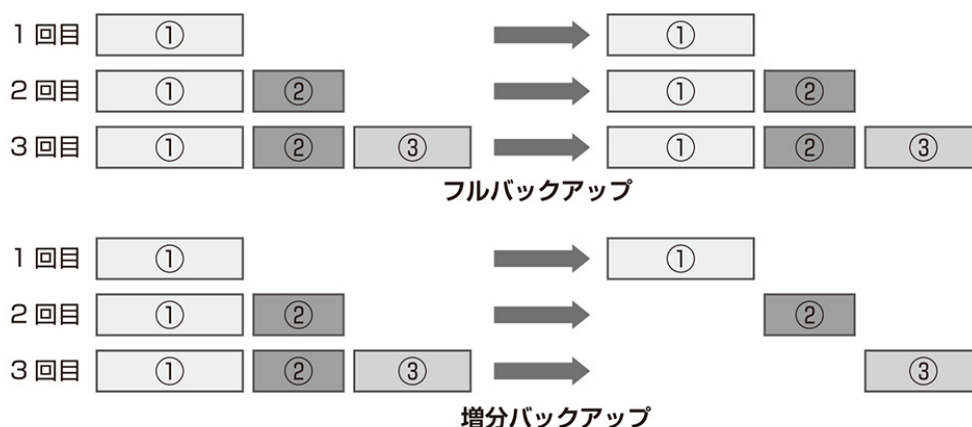 1回目 ① ①
2回目 ① ② ① ②
3回目 ① ② ③ ① ② ③
フルバックアップ
1回目 ① ①
2回目 ① ② ②
3回目 ① ② ③ ③
増分バックアップ